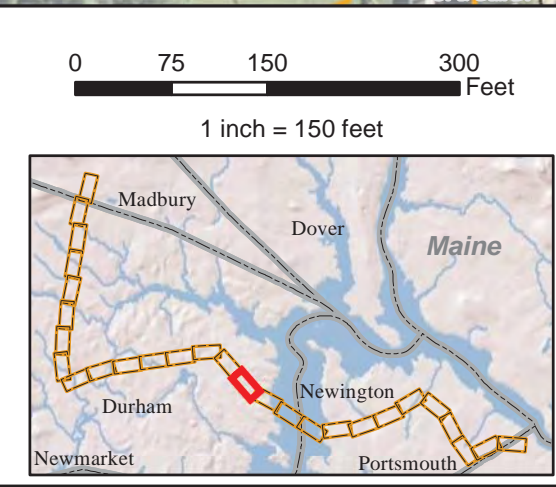 0 75 150 300
Feet
1 inch = 150 feet
Madbury
Dover
Maine
Newington
Durham
Newmarket
Portsmouth